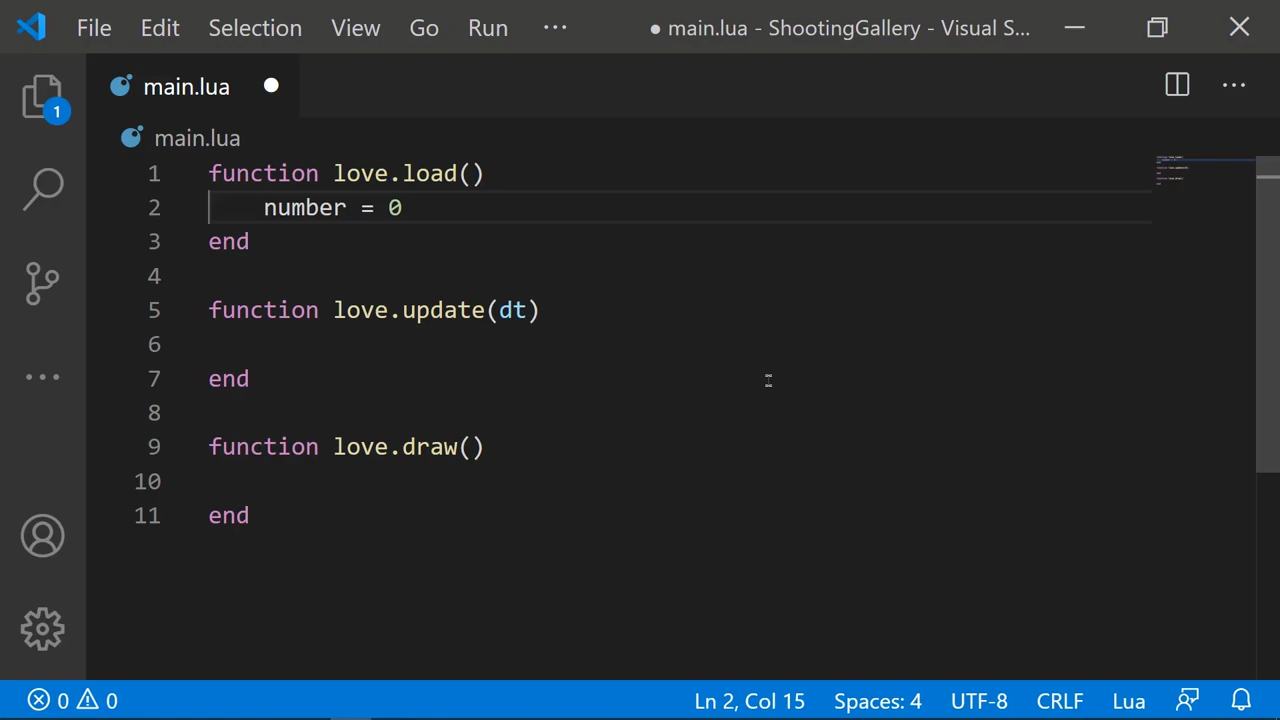 File Edit Selection View Go Run ··· ● main.lua - ShootingGallery - Visual S...
main.lua
1
main.lua
1 function love.load()
2 number = 0
3 end
4
5 function love.update(dt)
6
7 end
8
9 function love.draw()
10
11 end
0 0 Ln 2, Col 15 Spaces: 4 UTF-8 CRLF Lua